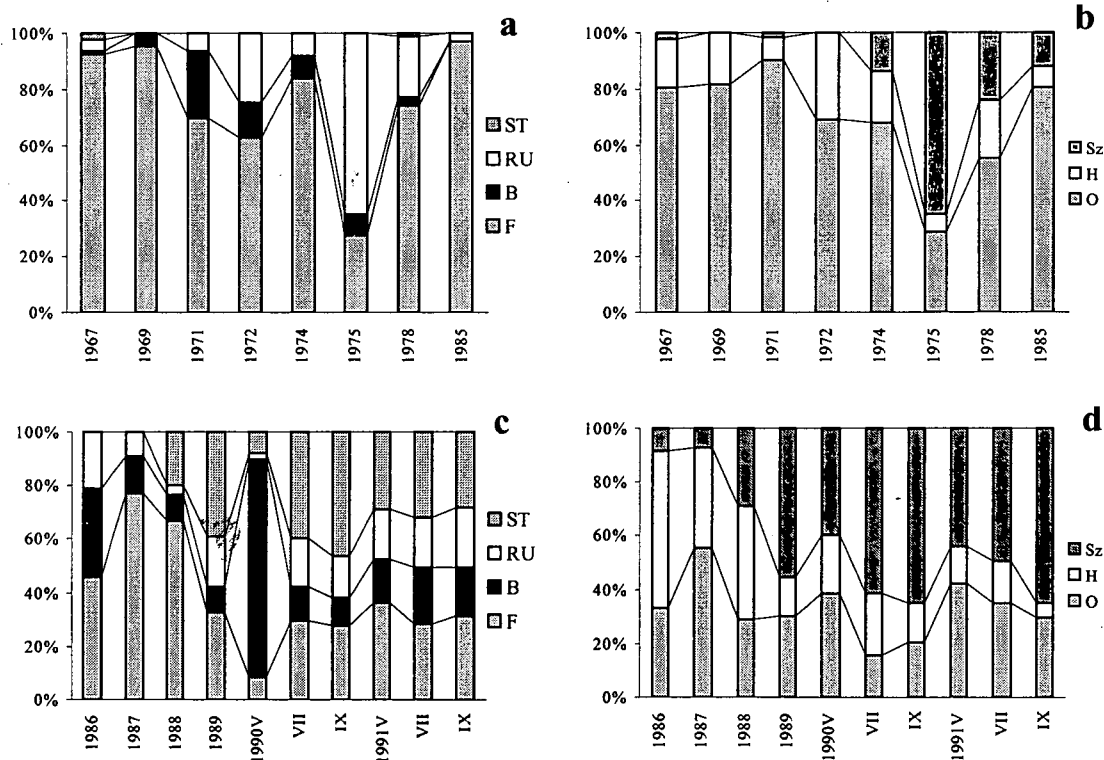 a
100%
80%
60%
40%
20%
0%
ST
RU
B
F
1967
1969
1971
1972
1974
1975
1978
1985
b
100%
80%
60%
40%
20%
0%
Sz
H
O
1967
1969
1971
1972
1974
1975
1978
1985
c
100%
80%
60%
40%
20%
0%
ST
RU
B
F
1986
1987
1988
1989
1990V
VII
IX
1991V
VII
IX
d
100%
80%
60%
40%
20%
0%
Sz
H
O
1986
1987
1988
1989
1990V
VII
IX
1991V
VII
IX